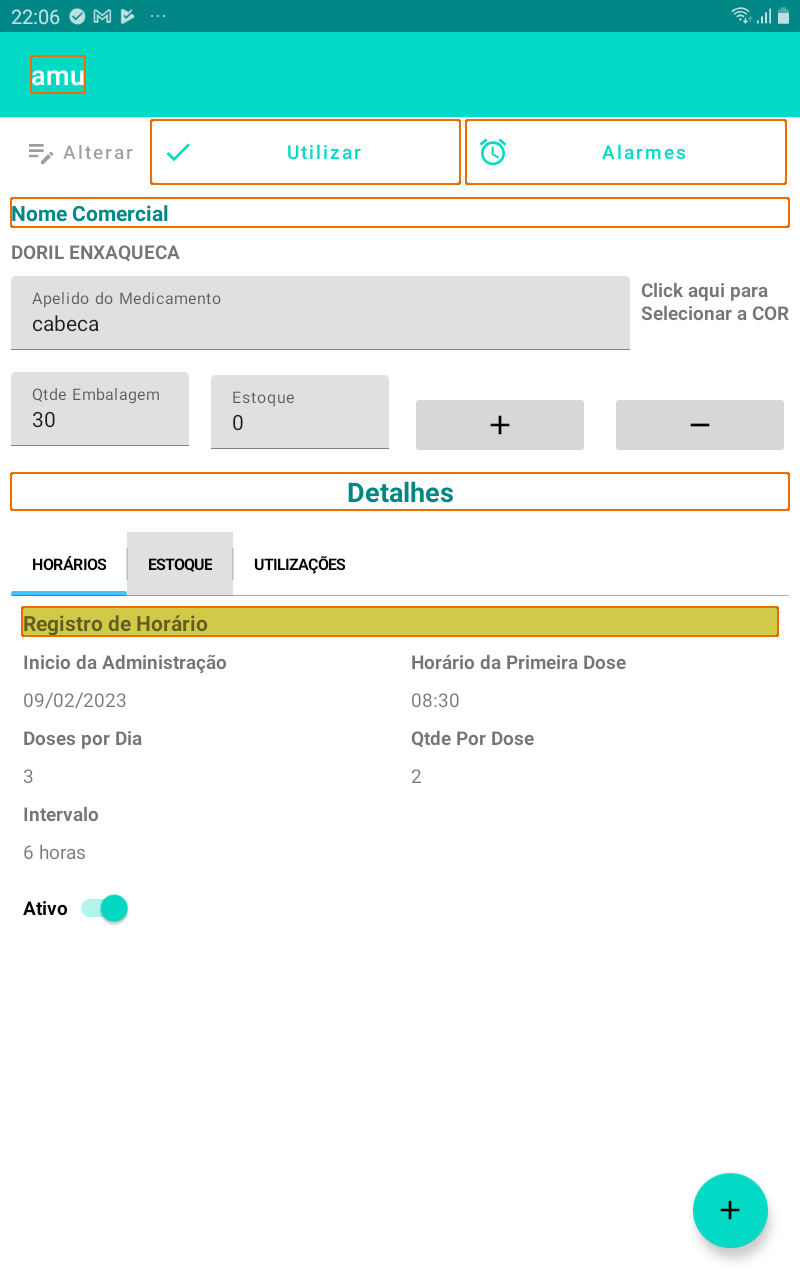 22:06
amu
Alterar
Utilizar
Alarmes
Nome Comercial
DORIL ENXAQUECA
Apelido do Medicamento
cabeca
Click aqui para
Selecionar a COR
Qtde Embalagem
30
Estoque
0
+
−
Detalhes
HORÁRIOS
ESTOQUE
UTILIZAÇÕES
Registro de Horário
Inicio da Administração
Horário da Primeira Dose
09/02/2023
08:30
Doses por Dia
Qtde Por Dose
3
2
Intervalo
6 horas
Ativo
+